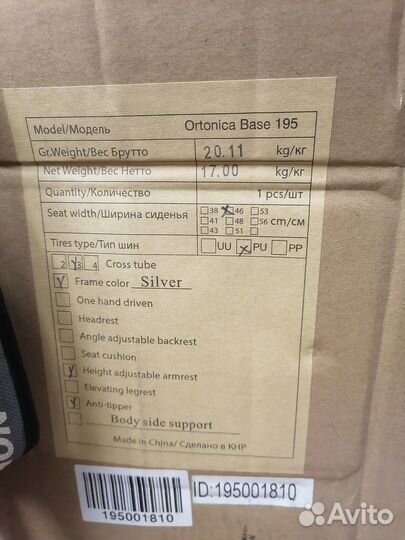 Model/Модель Ortonica Base 195
Gr.Weight/Вес Брутто 20.11 kg/кг
Net Weight/Вес Нетто 17.00 kg/кг
Quantity/Количество 1 pcs/шт
Seat width/Ширина сиденья 38 46 53
41 48 56 cm/см
43 51
Tires type/Тип шин UU PU PP
2 3 4 Cross tube
Frame color Silver
One hand driven
Headrest
Angle adjustable backrest
Seat cushion
Height adjustable armrest
Elevating legrest
Anti-tipper
Body side support
Made in China/ Сделано в КНР
195001810
ID:195001810
Avito